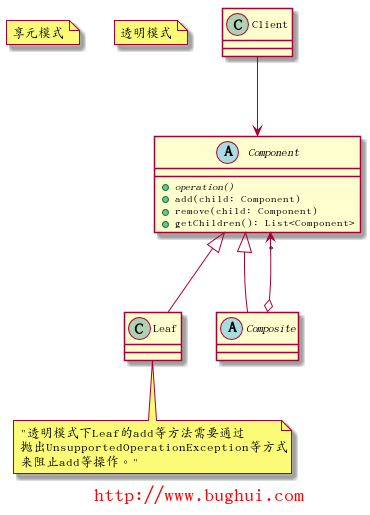 享元模式
透明模式
C Client
A Component
operation()
add(child: Component)
remove(child: Component)
getChildren(): List<Component>
*
C Leaf
A Composite
"透明模式下Leaf的add等方法需要通过
抛出UnsupportedOperationException等方式
来阻止add等操作。"
http://www.bughui.com